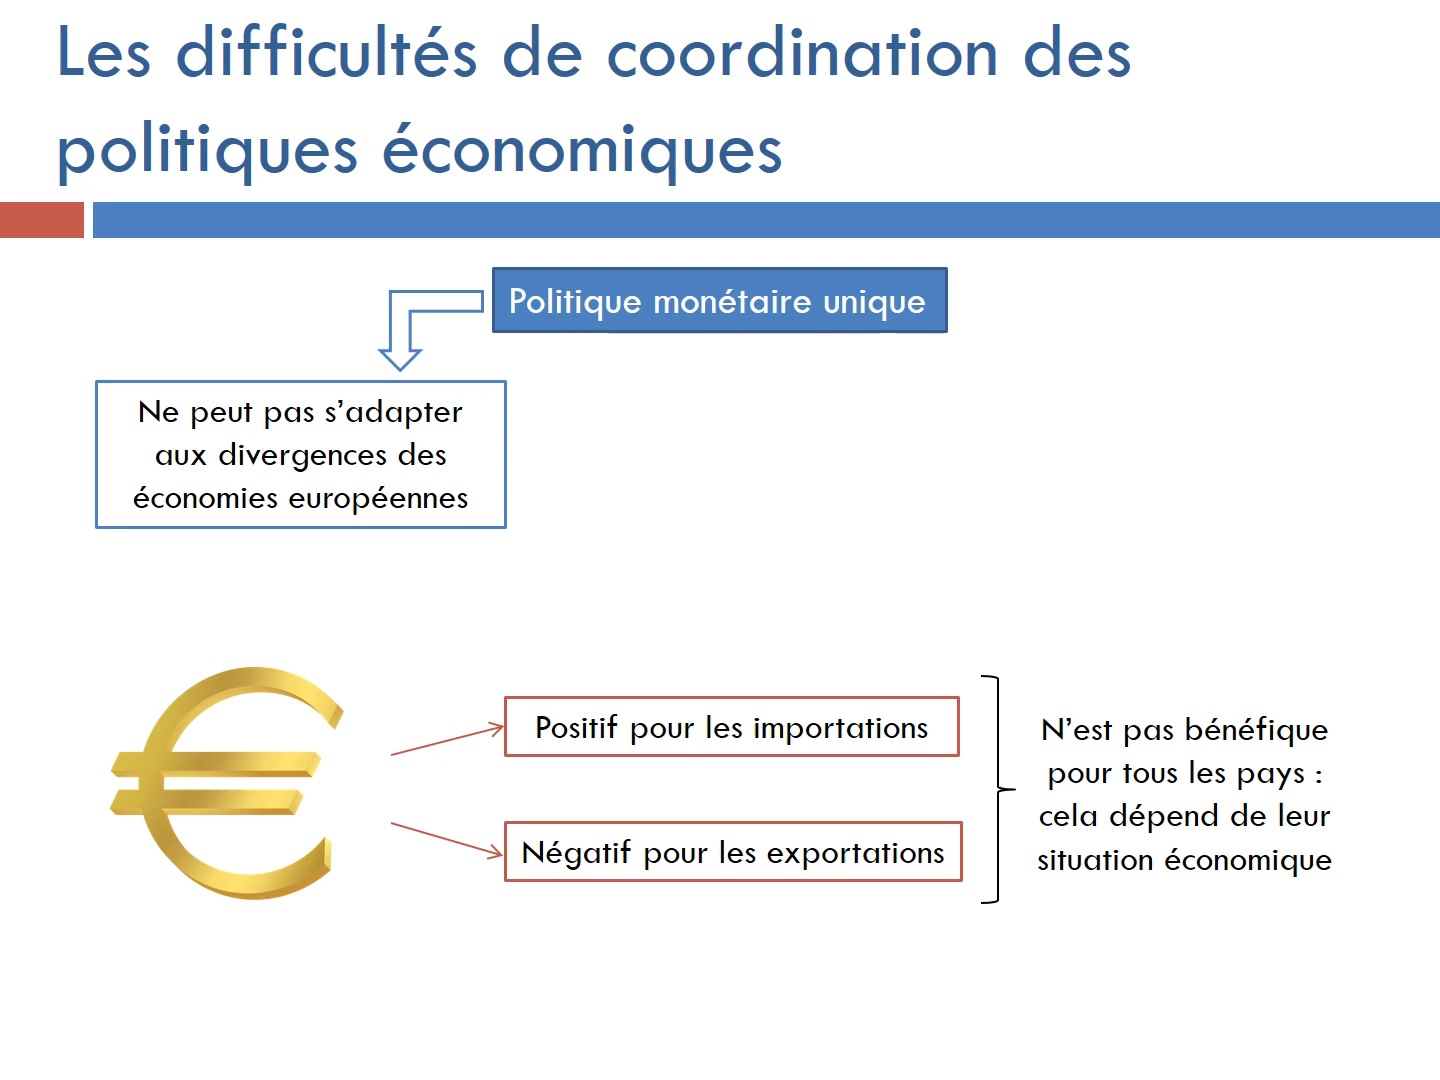 Les difficultés de coordination des
politiques économiques
Politique monétaire unique
Ne peut pas s’adapter
aux divergences des
économies européennes
Positif pour les importations
Négatif pour les exportations
N’est pas bénéfique
pour tous les pays :
cela dépend de leur
situation économique